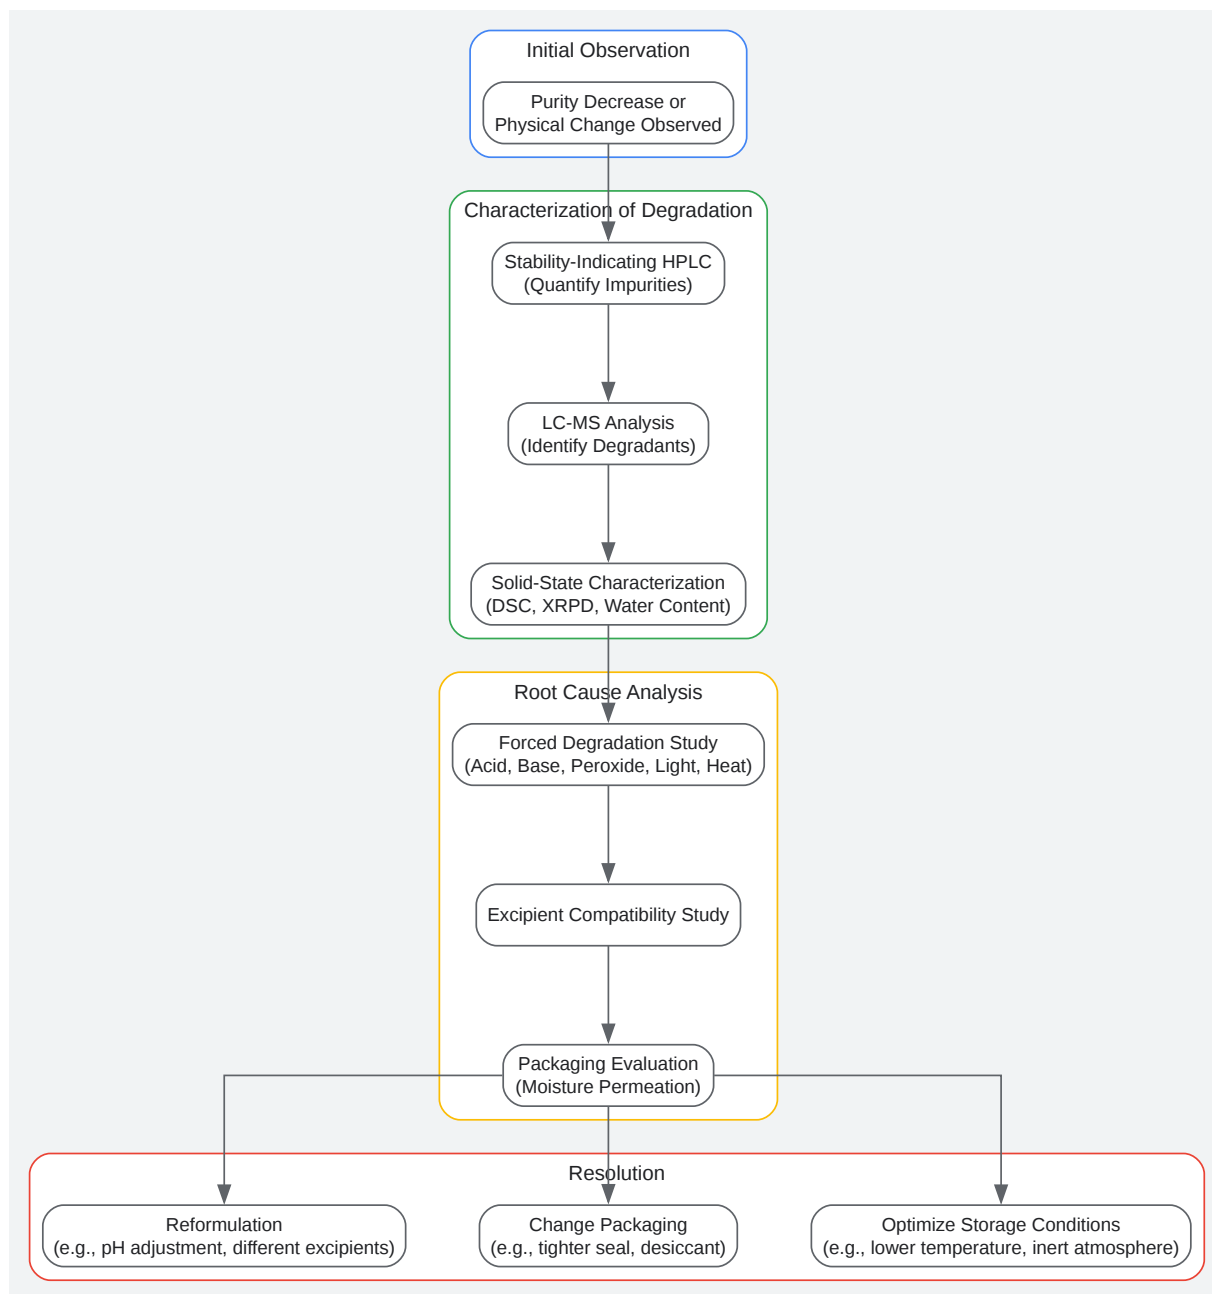 Initial Observation
Purity Decrease or
Physical Change Observed
Characterization of Degradation
Stability-Indicating HPLC
(Quantify Impurities)
LC-MS Analysis
(Identify Degradants)
Solid-State Characterization
(DSC, XRPD, Water Content)
Root Cause Analysis
Forced Degradation Study
(Acid, Base, Peroxide, Light, Heat)
Excipient Compatibility Study
Packaging Evaluation
(Moisture Permeation)
Resolution
Reformulation
(e.g., pH adjustment, different excipients)
Change Packaging
(e.g., tighter seal, desiccant)
Optimize Storage Conditions
(e.g., lower temperature, inert atmosphere)